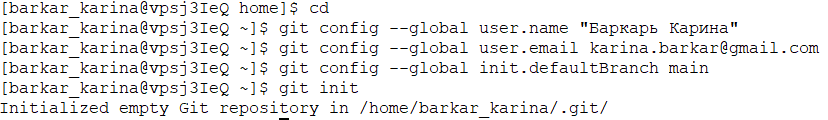 [barkar_karina@vpsj3IeQ home]$ cd
[barkar_karina@vpsj3IeQ ~]$ git config --global user.name "Баркарь Карина"
[barkar_karina@vpsj3IeQ ~]$ git config --global user.email karina.barkar@gmail.com
[barkar_karina@vpsj3IeQ ~]$ git config --global init.defaultBranch main
[barkar_karina@vpsj3IeQ ~]$ git init
Initialized empty Git repository in /home/barkar_karina/.git/